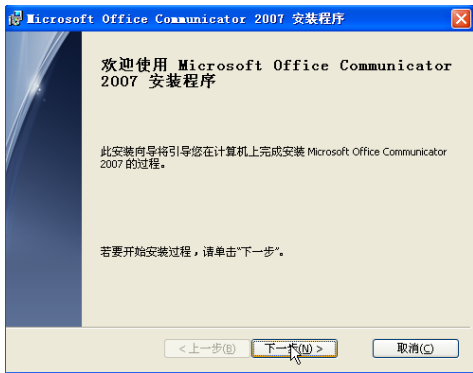 Microsoft Office Communicator 2007 安装程序
欢迎使用 Microsoft Office Communicator
2007 安装程序
此安装向导将引导您在计算机上完成安装 Microsoft Office Communicator
2007 的过程。
若要开始安装过程，请单击“下一步”。
< 上一步(B) 下一步(N) > 取消(C)